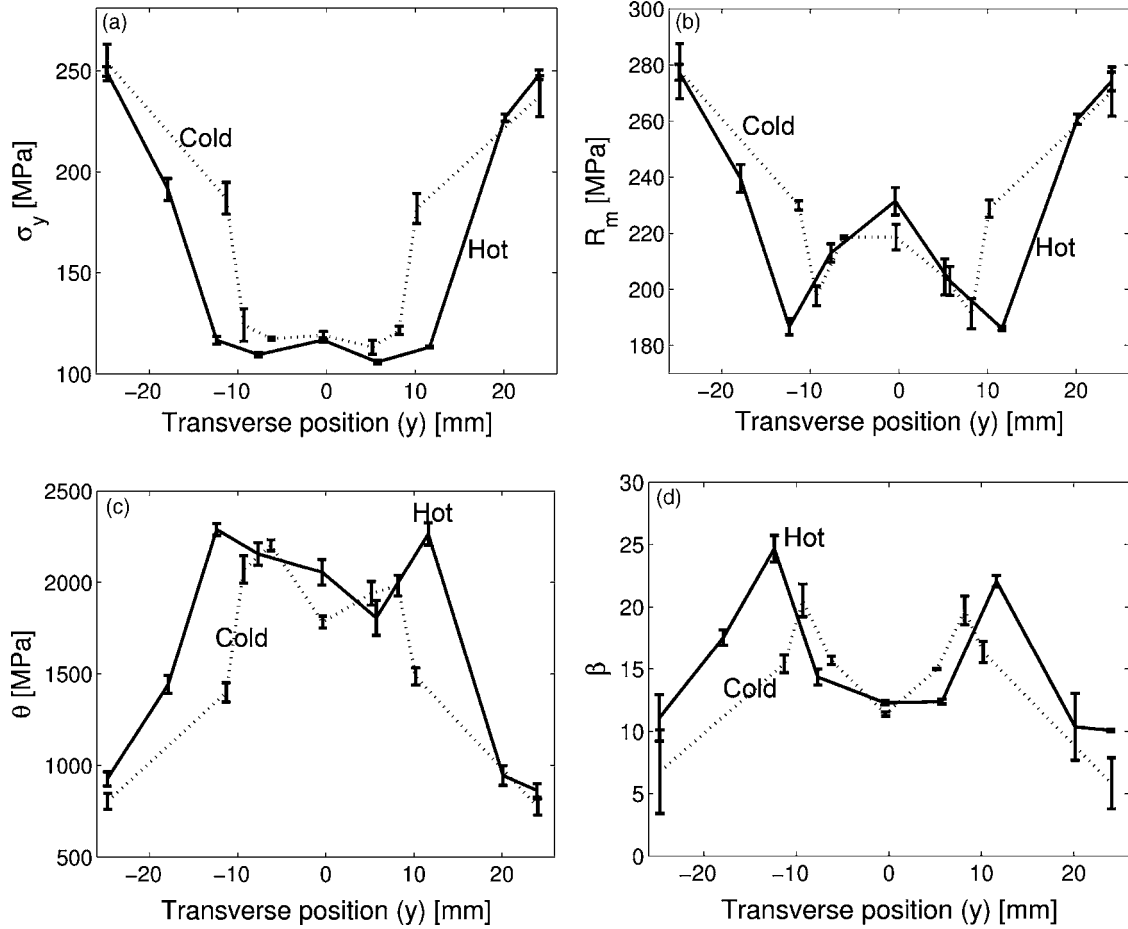 (a)
250
200
150
100
σy [MPa]
Cold
Hot
−20 −10 0 10 20
Transverse position (y) [mm]
(b)
300
280
260
240
220
200
180
Rm [MPa]
Cold
Hot
−20 −10 0 10 20
Transverse position (y) [mm]
(c)
2500
2000
1500
1000
500
θ [MPa]
Hot
Cold
−20 −10 0 10 20
Transverse position (y) [mm]
(d)
30
25
20
15
10
5
0
β
Hot
Cold
−20 −10 0 10 20
Transverse position (y) [mm]